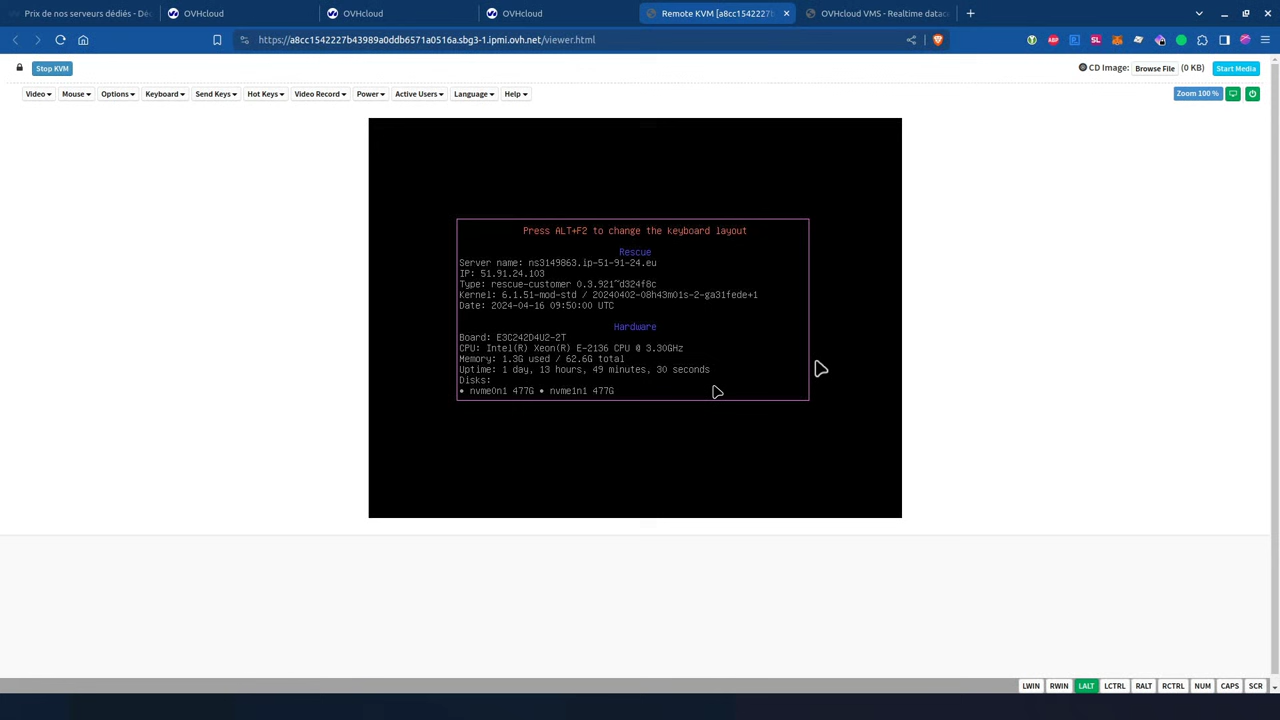 Prix de nos serveurs dédiés - Déc
OVHcloud
OVHcloud
OVHcloud
Remote KVM [a8cc1542227b
OVHcloud VMS - Realtime datac
https://a8cc1542227b43989a0ddb6571a0516a.sbg3-1.ipmi.ovh.net/viewer.html
ABP
SL
Stop KVM
CD Image: Browse File (0 KB) Start Media
Video Mouse Options Keyboard Send Keys Hot Keys Video Record Power Active Users Language Help
Zoom 100 %
Press ALT+F2 to change the keyboard layout
Rescue
Server name: ns3149863.ip-51-91-24.eu
IP: 51.91.24.103
Type: rescue-customer 0.3.921~d324f8c
Kernel: 6.1.51-mod-std / 20240402-08h43m01s-2-ga31fede+1
Date: 2024-04-16 09:50:00 UTC
Hardware
Board: E3C242D4U2-2T
CPU: Intel(R) Xeon(R) E-2136 CPU @ 3.30GHz
Memory: 1.3G used / 62.6G total
Uptime: 1 day, 13 hours, 49 minutes, 30 seconds
Disks:
• nvme0n1 477G • nvme1n1 477G
LWIN RWIN LALT LCTRL RALT RCTRL NUM CAPS SCR